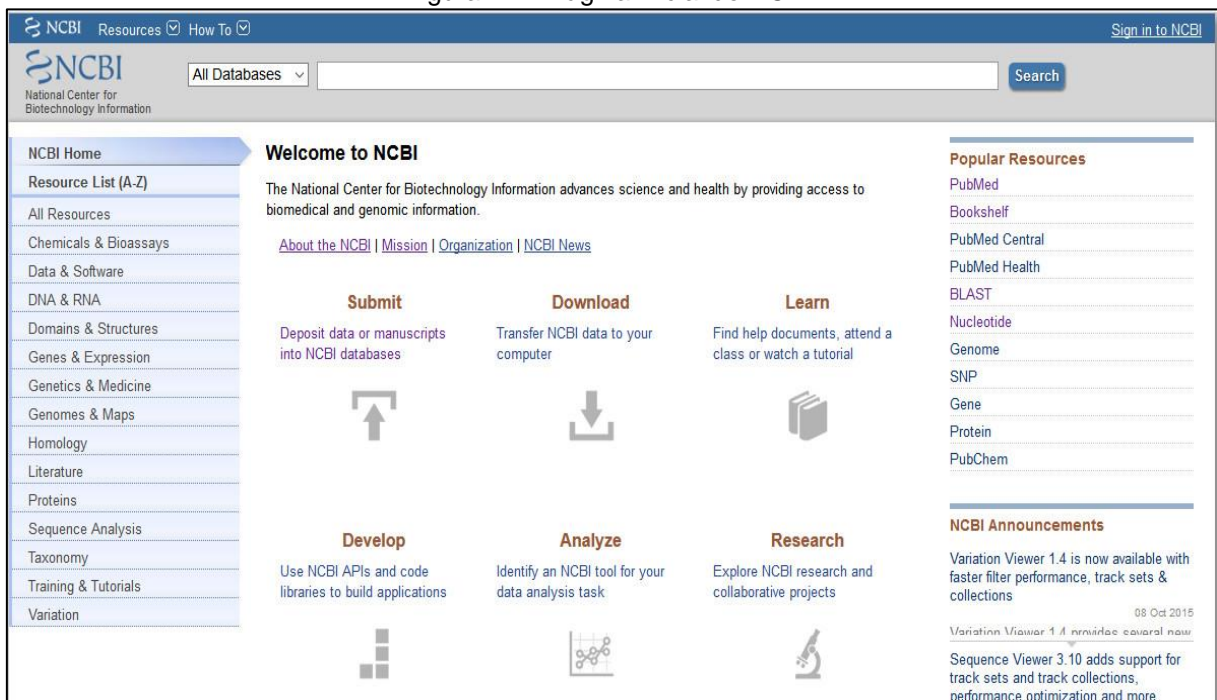 NCBI Resources How To Sign in to NCBI
NCBI
National Center for
Biotechnology Information
All Databases
Search
NCBI Home
Resource List (A-Z)
All Resources
Chemicals & Bioassays
Data & Software
DNA & RNA
Domains & Structures
Genes & Expression
Genetics & Medicine
Genomes & Maps
Homology
Literature
Proteins
Sequence Analysis
Taxonomy
Training & Tutorials
Variation
Welcome to NCBI
The National Center for Biotechnology Information advances science and health by providing access to
biomedical and genomic information.
About the NCBI | Mission | Organization | NCBI News
Submit
Deposit data or manuscripts
into NCBI databases
Download
Transfer NCBI data to your
computer
Learn
Find help documents, attend a
class or watch a tutorial
Develop
Use NCBI APIs and code
libraries to build applications
Analyze
Identify an NCBI tool for your
data analysis task
Research
Explore NCBI research and
collaborative projects
Popular Resources
PubMed
Bookshelf
PubMed Central
PubMed Health
BLAST
Nucleotide
Genome
SNP
Gene
Protein
PubChem
NCBI Announcements
Variation Viewer 1.4 is now available with
faster filter performance, track sets &
collections
08 Oct 2015
Variation Viewer 1.4 provides several new
Sequence Viewer 3.10 adds support for
track sets and track collections,
performance optimization and more